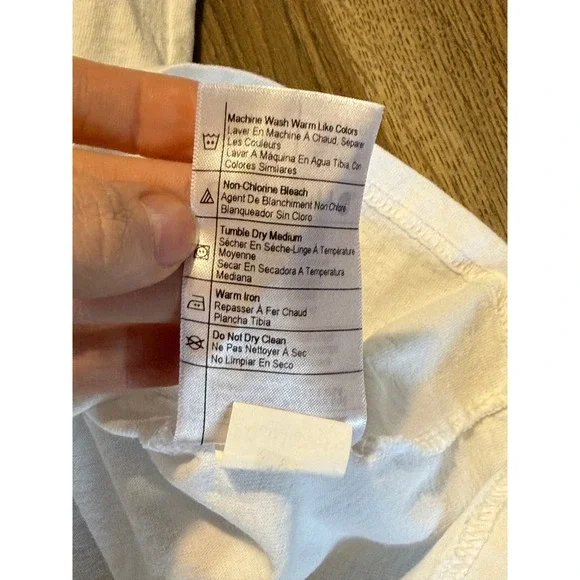 Machine Wash Warm Like Colors
Laver En Machine À Chaud, Séparer
Les Couleurs
Lavar A Máquina En Agua Tibia, Con
Colores Similares
Non-Chlorine Bleach
Agent De Blanchiment Non Chloré
Blanqueador Sin Cloro
Tumble Dry Medium
Sécher En Séche-Linge À Température
Moyenne
Secar En Secadora A Temperatura
Mediana
Warm Iron
Repasser À Fer Chaud
Plancha Tibia
Do Not Dry Clean
Ne Pas Nettoyer À Sec
No Limpiar En Seco